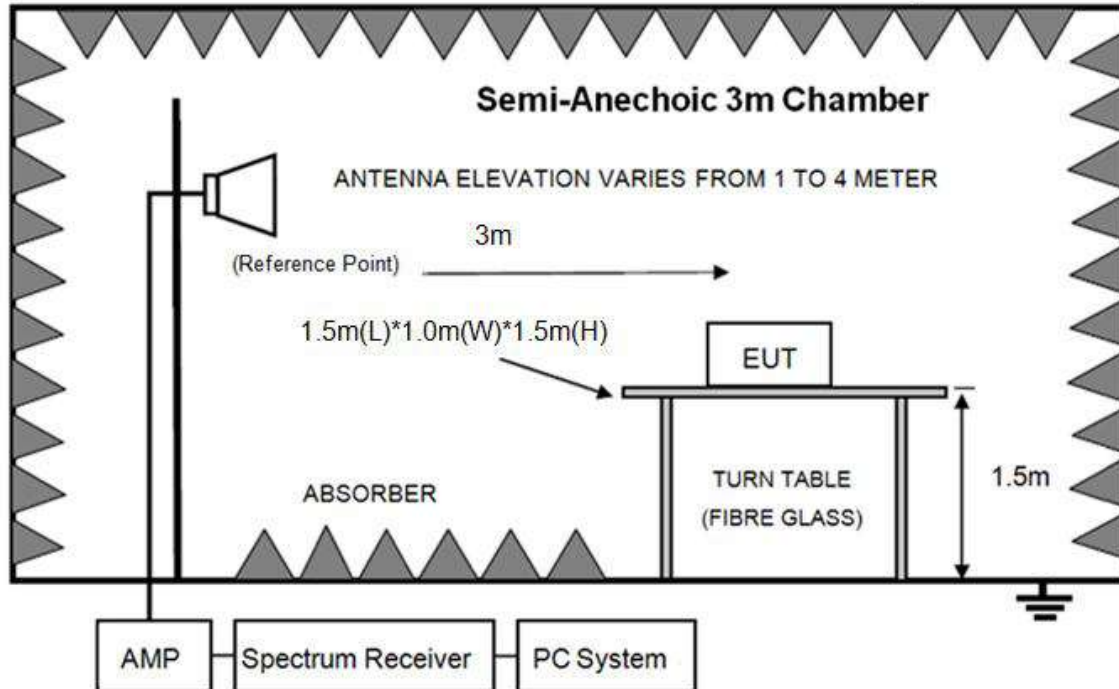 Semi-Anechoic 3m Chamber
ANTENNA ELEVATION VARIES FROM 1 TO 4 METER
3m
(Reference Point)
1.5m(L)*1.0m(W)*1.5m(H)
EUT
ABSORBER
TURN TABLE
(FIBRE GLASS)
1.5m
AMP
Spectrum Receiver
PC System